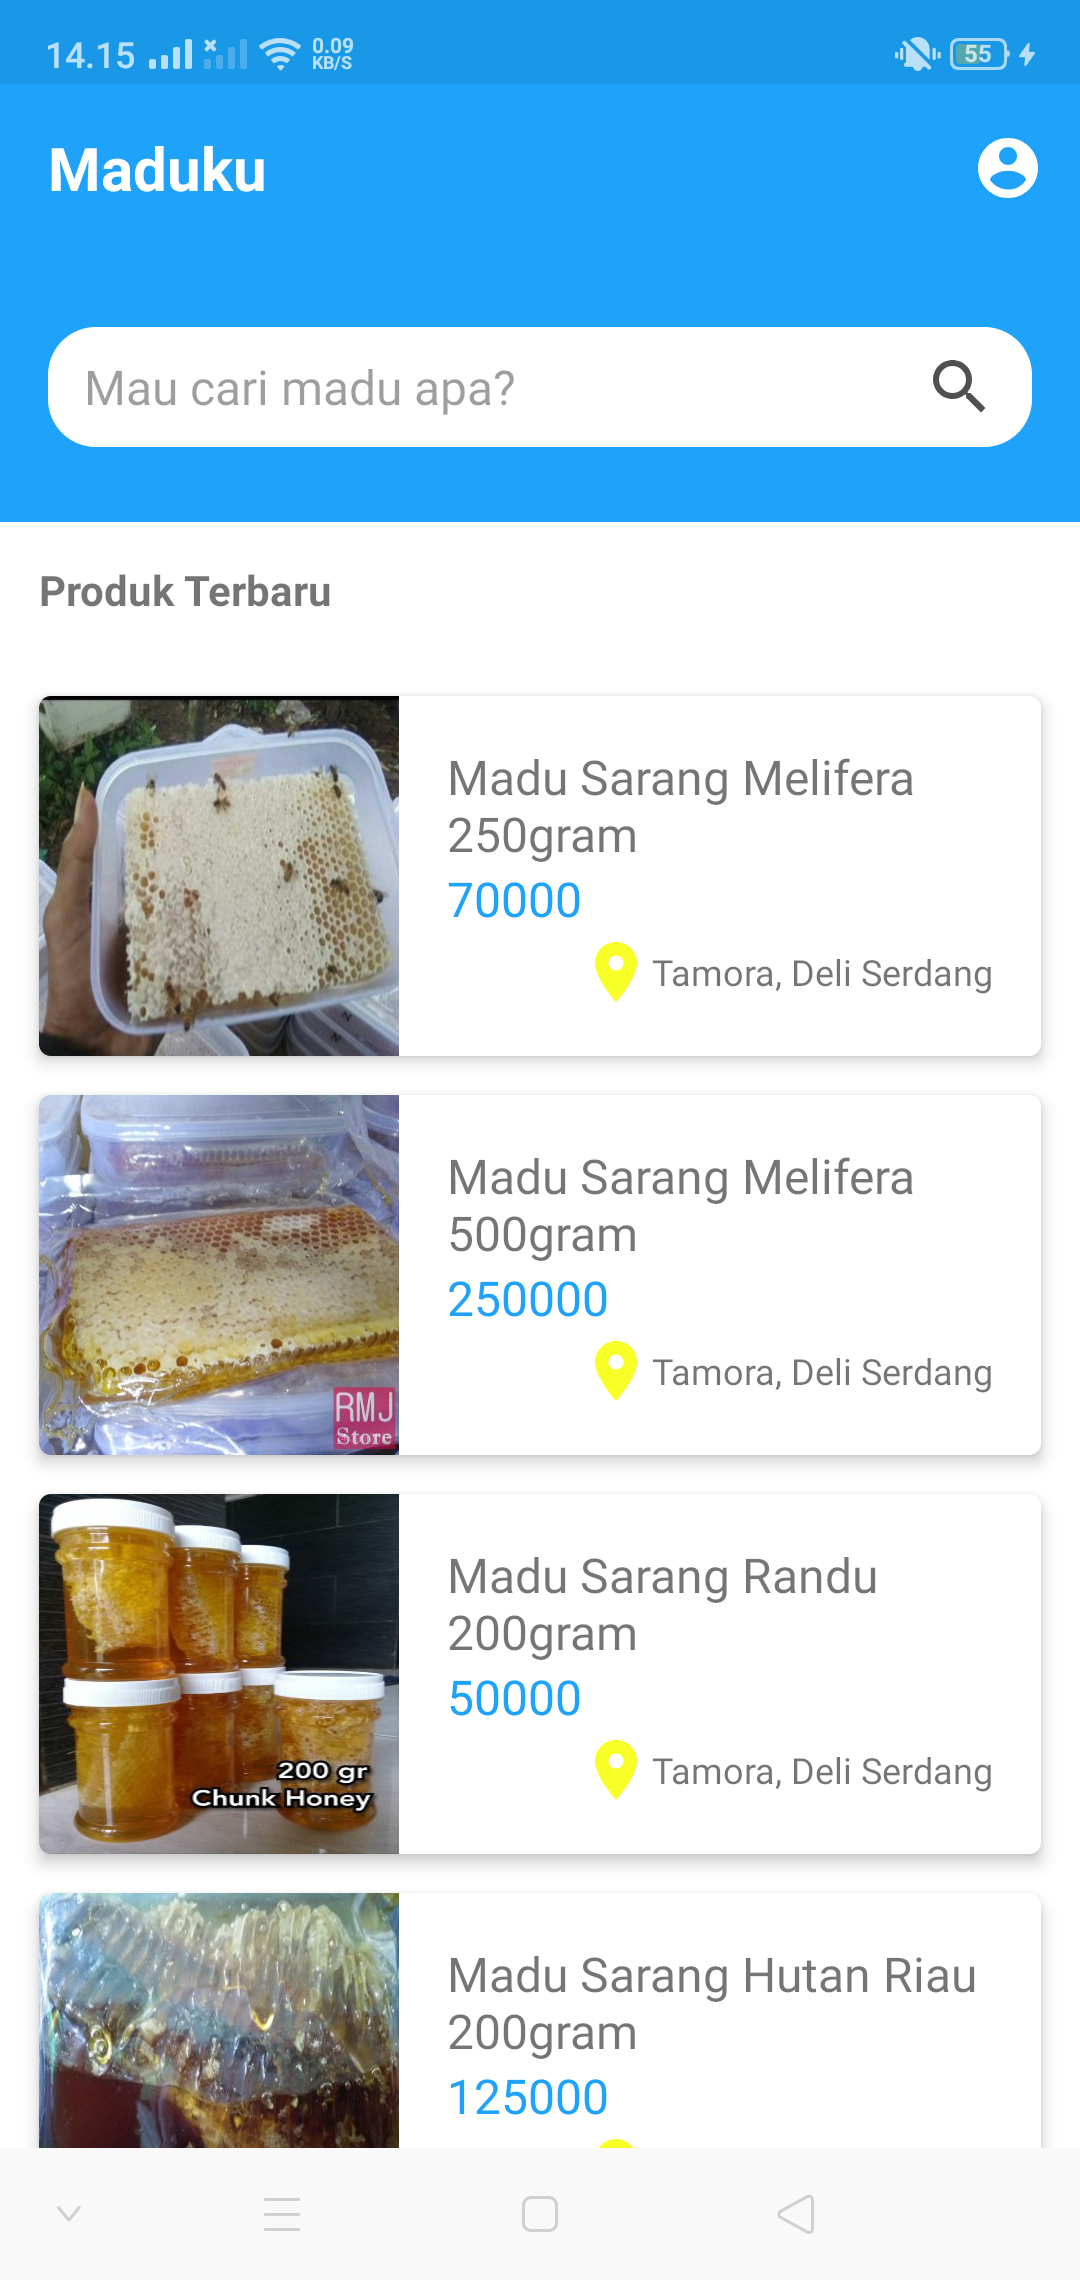 14.15
0.09
KB/S
55
Maduku
Mau cari madu apa?
Produk Terbaru
Madu Sarang Melifera
250gram
70000
Tamora, Deli Serdang
Madu Sarang Melifera
500gram
250000
Tamora, Deli Serdang
RMJ
Store
Madu Sarang Randu
200gram
50000
Tamora, Deli Serdang
200 gr
Chunk Honey
Madu Sarang Hutan Riau
200gram
125000